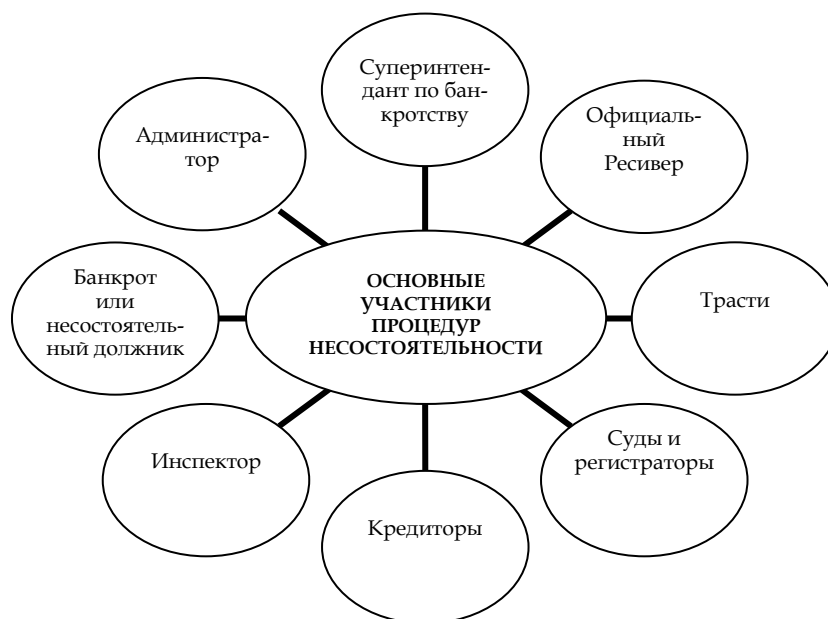 Суперинтен-
дант по бан-
кротству
Администра-
тор
Официаль-
ный
Ресивер
Банкрот
или
несостоятель-
ный должник
ОСНОВНЫЕ
УЧАСТНИКИ
ПРОЦЕДУР
НЕСОСТОЯТЕЛЬНОСТИ
Трасти
Инспектор
Кредиторы
Суды и
регистраторы